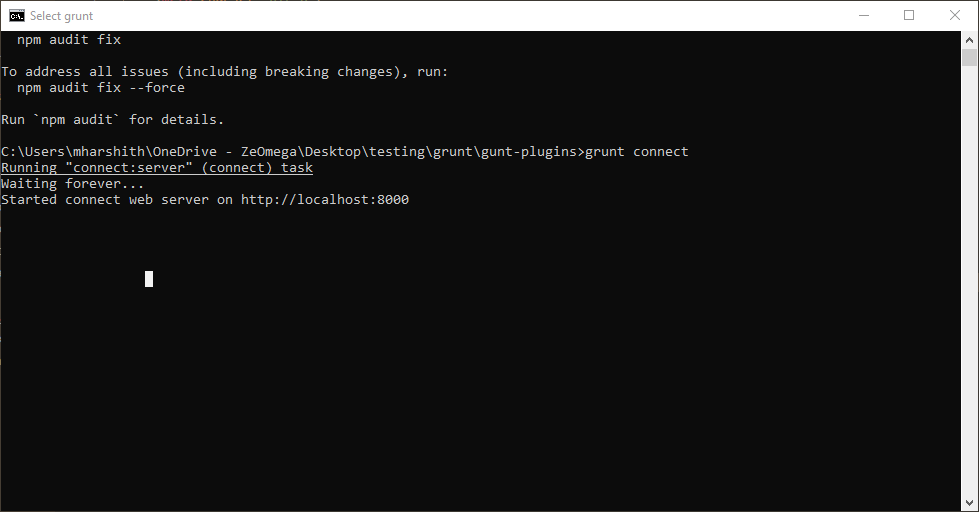 Select grunt
npm audit fix
To address all issues (including breaking changes), run:
npm audit fix --force
Run `npm audit` for details.
C:\Users\mharshith\OneDrive - ZeOmega\Desktop\testing\grunt\gunt-plugins>grunt connect
Running "connect:server" (connect) task
Waiting forever...
Started connect web server on http://localhost:8000